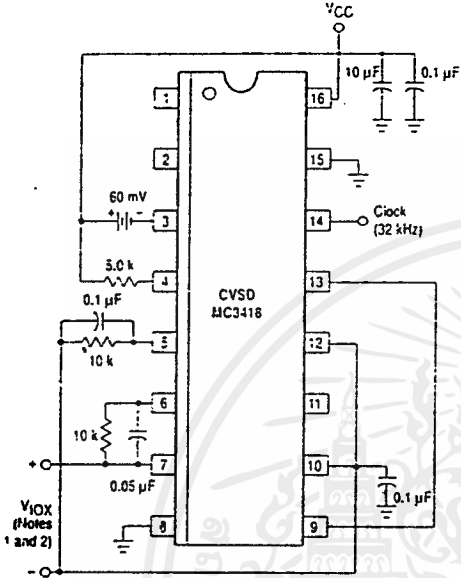 VCC
10 µF
0.1 µF
1
16
2
15
60 mV
+
-
3
14
Clock
(32 kHz)
5.0 k
4
13
0.1 µF
CVSD
MC3418
5
12
10 k
6
11
10 k
+
7
10
0.05 µF
0.1 µF
VIOX
(Notes
1 and 2)
8
9
-